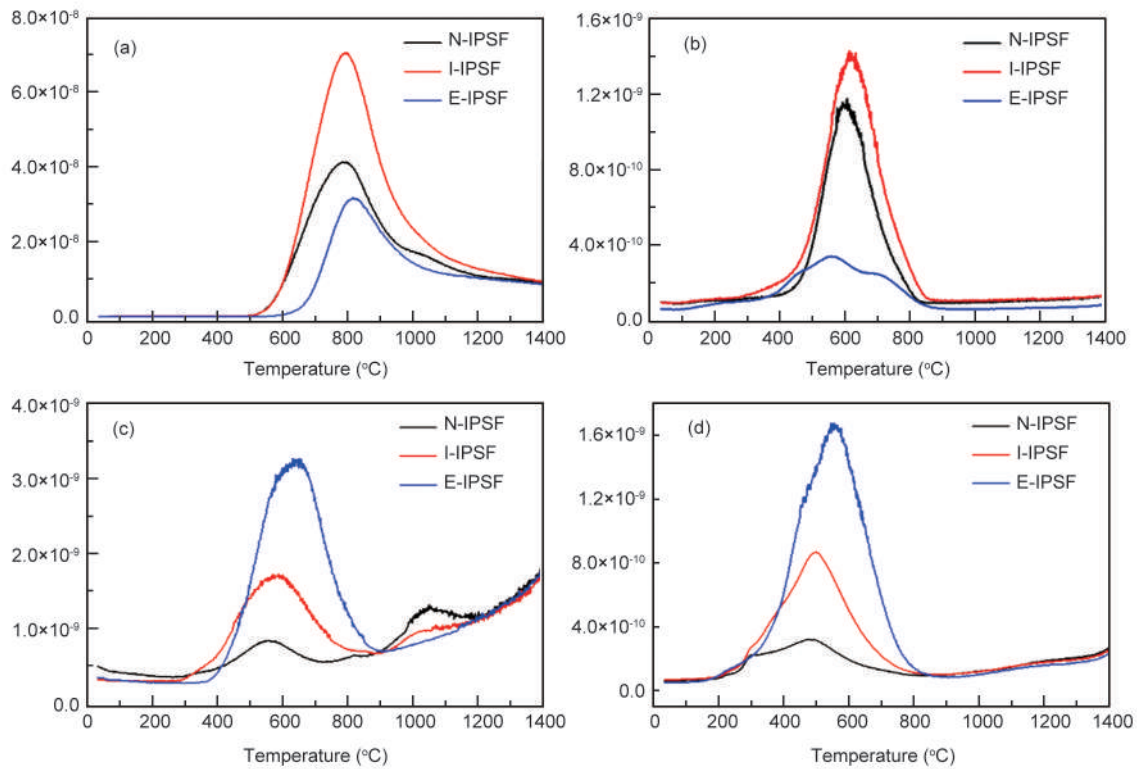 (a)
N-IPSF
I-IPSF
E-IPSF
8.0×10⁻⁸
6.0×10⁻⁸
4.0×10⁻⁸
2.0×10⁻⁸
0.0
0 200 400 600 800 1000 1200 1400
Temperature (°C)
(b)
N-IPSF
I-IPSF
E-IPSF
1.6×10⁻⁹
1.2×10⁻⁹
8.0×10⁻¹⁰
4.0×10⁻¹⁰
0.0
0 200 400 600 800 1000 1200 1400
Temperature (°C)
(c)
N-IPSF
I-IPSF
E-IPSF
4.0×10⁻⁹
3.0×10⁻⁹
2.0×10⁻⁹
1.0×10⁻⁹
0.0
0 200 400 600 800 1000 1200 1400
Temperature (°C)
(d)
N-IPSF
I-IPSF
E-IPSF
1.6×10⁻⁹
1.2×10⁻⁹
8.0×10⁻¹⁰
4.0×10⁻¹⁰
0.0
0 200 400 600 800 1000 1200 1400
Temperature (°C)